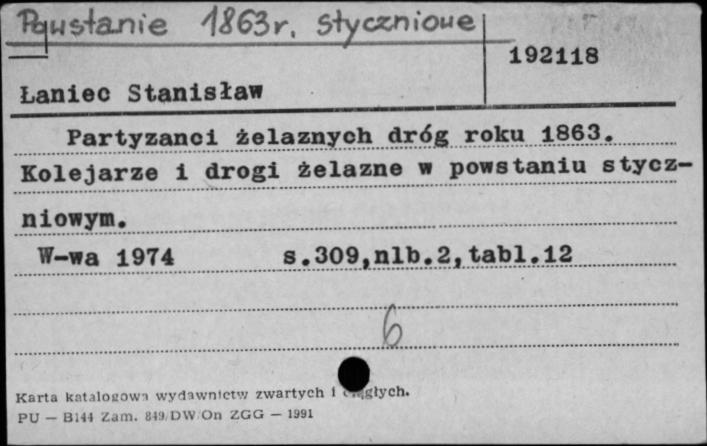 Powstanie 1863r. styczniowe
192118
Łaniec Stanisław
Partyzanci żelaznych dróg roku 1863.
Kolejarze i drogi żelazne w powstaniu stycz-
niowym.
W-wa 1974 s.309,nlb.2,tabl.12
6
Karta katalogowa wydawnictw zwartych i ciągłych.
PU — B144 Zam. 849/DW/On ZGG — 1991